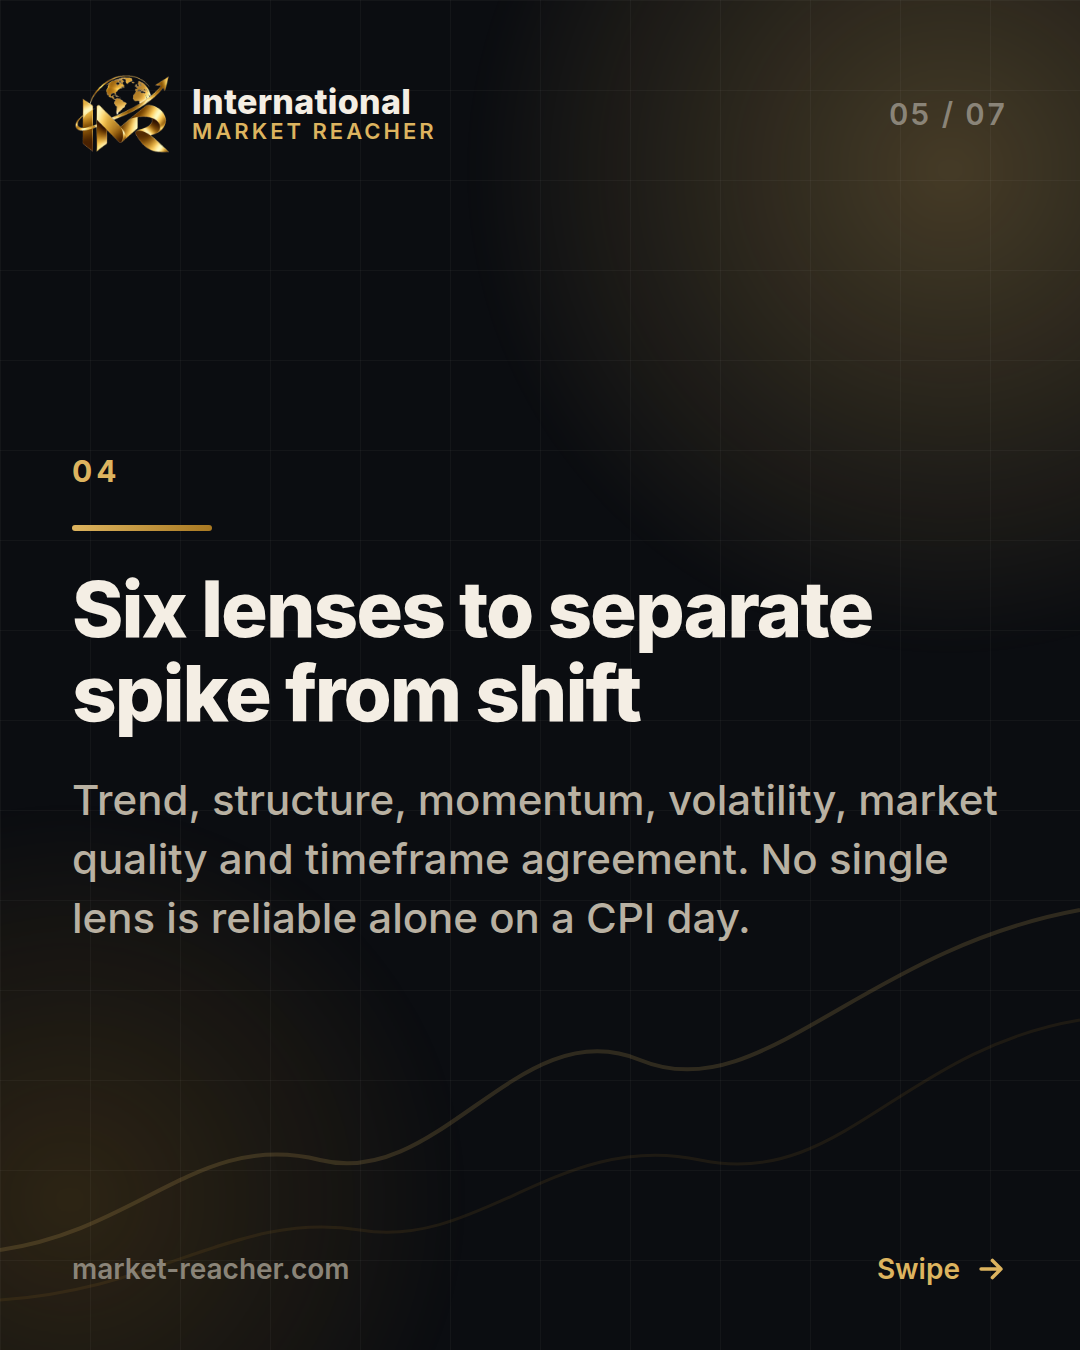 IMR
International
MARKET REACHER
05 / 07
04
Six lenses to separate
spike from shift
Trend, structure, momentum, volatility, market
quality and timeframe agreement. No single
lens is reliable alone on a CPI day.
market-reacher.com
Swipe →